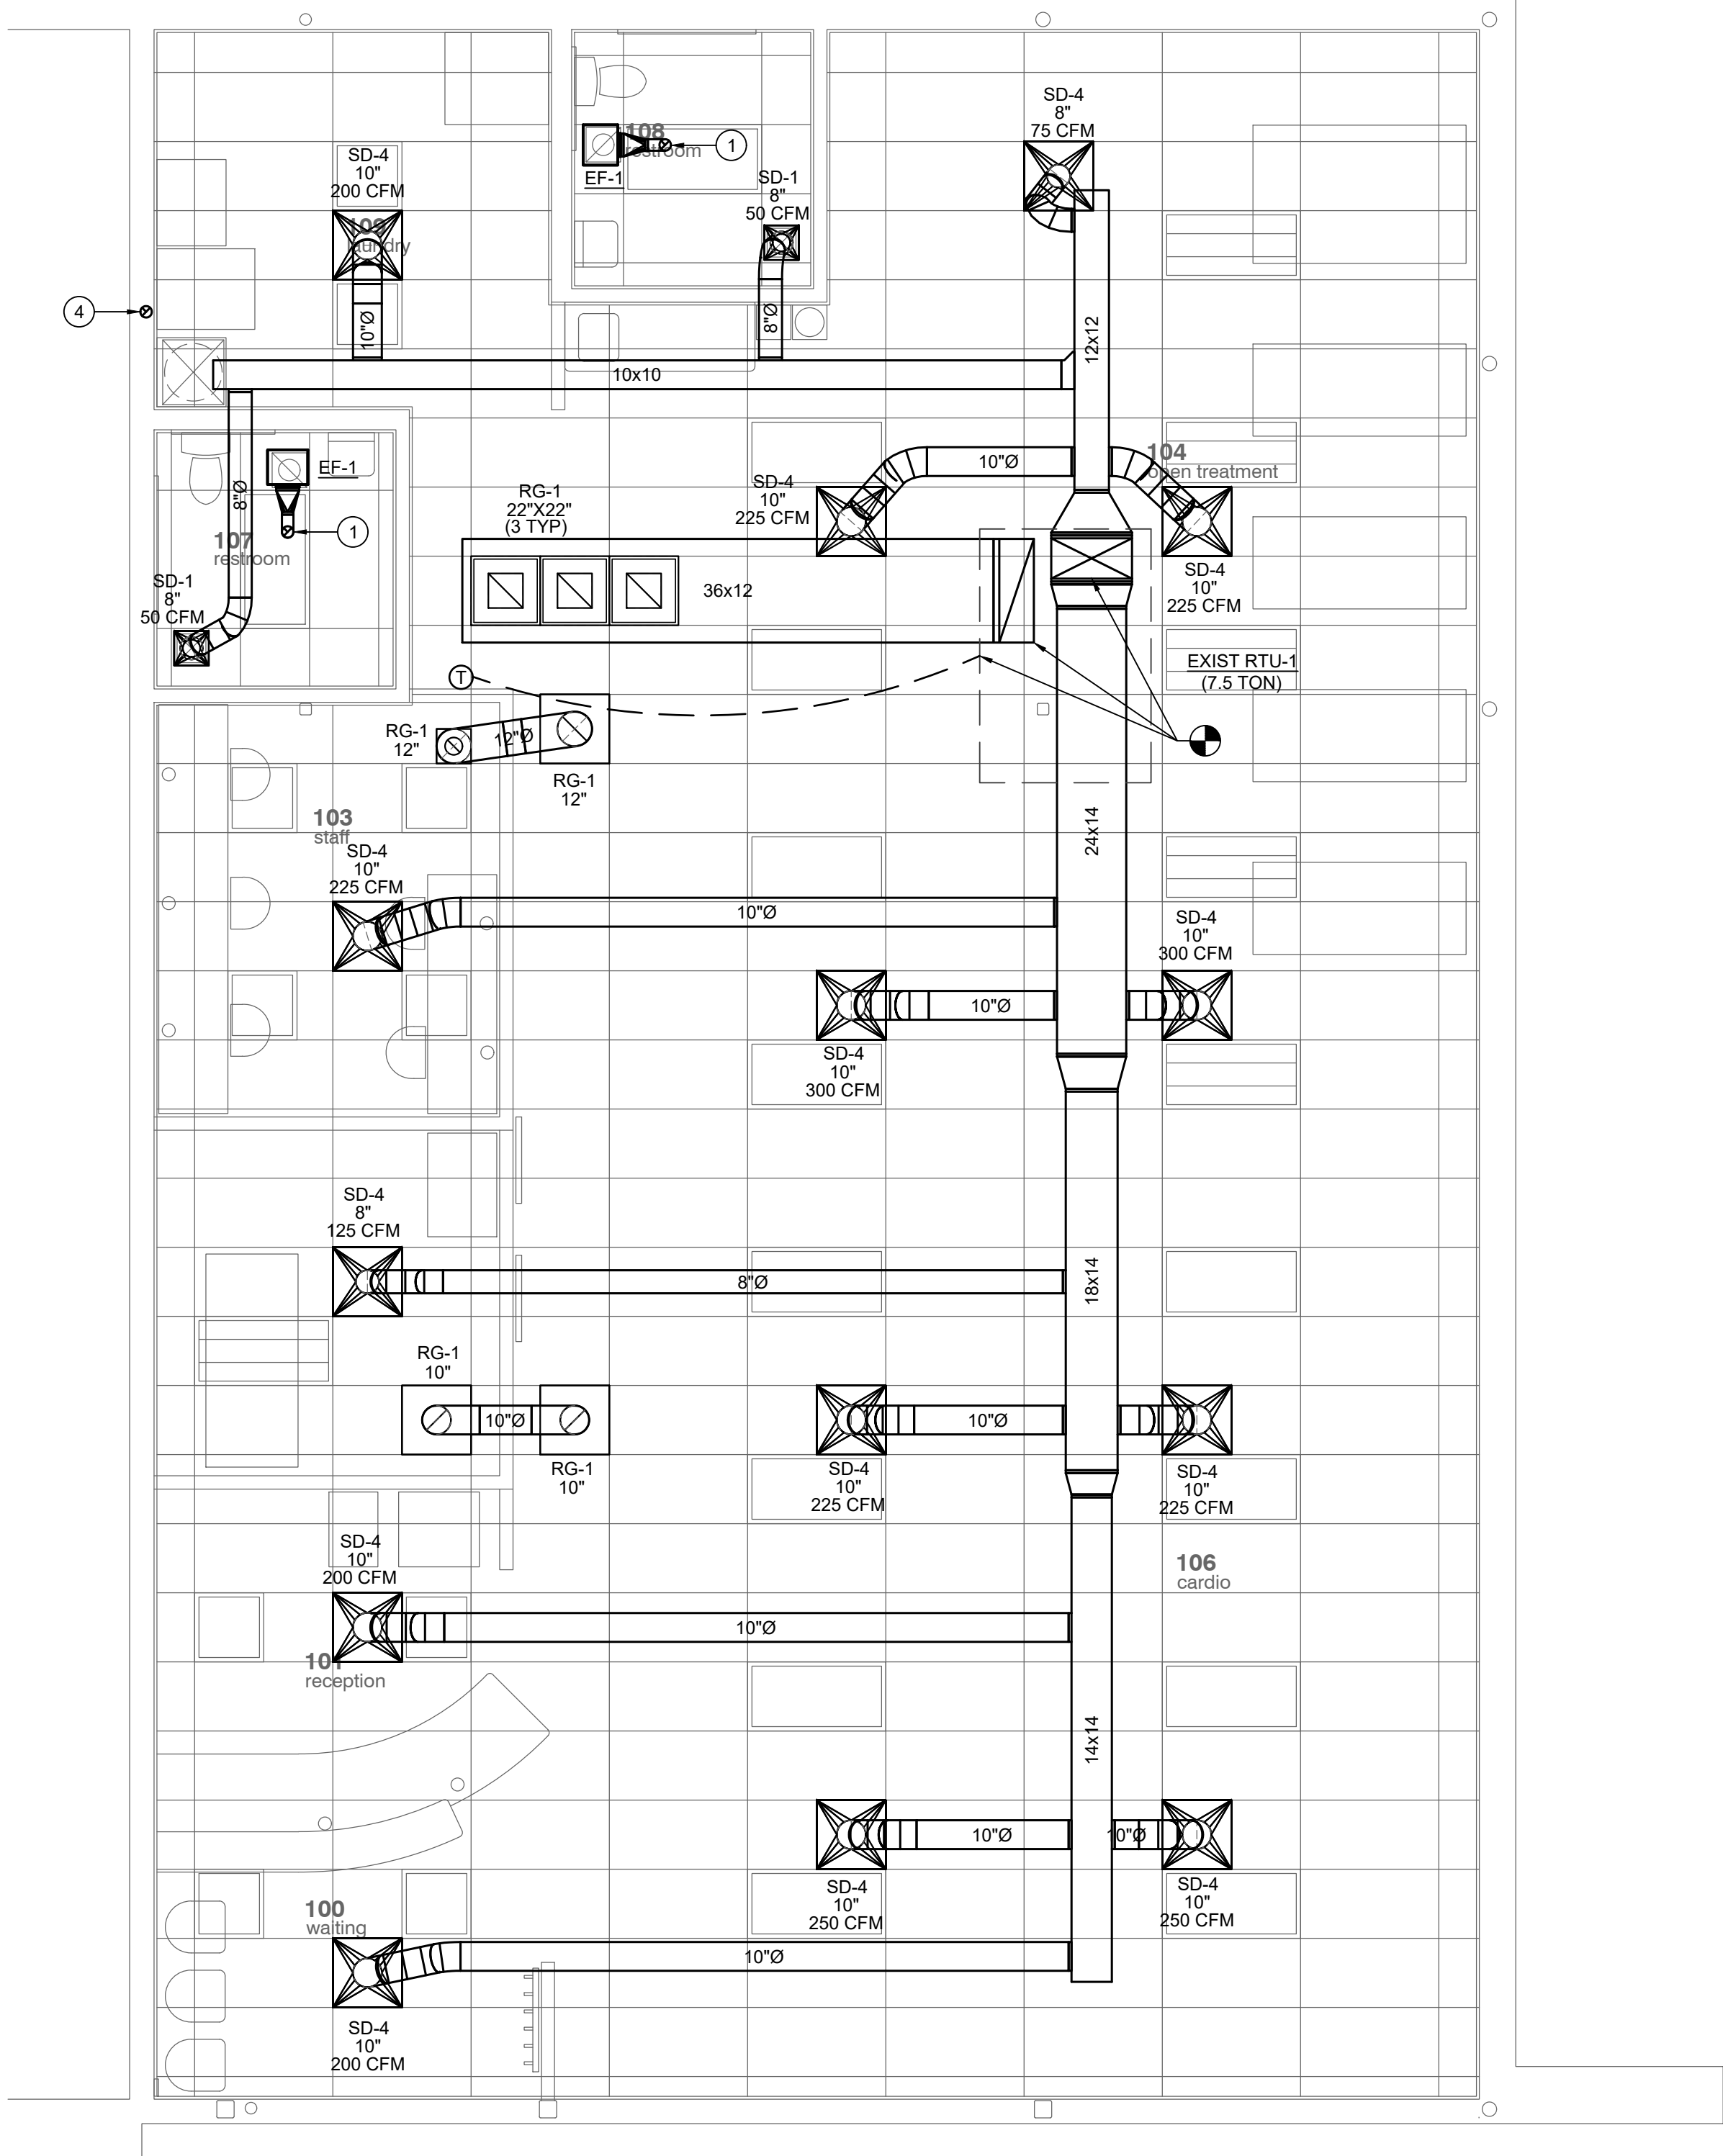 SD-4
8"
75 CFM
108
restroom
1
EF-1
SD-4
10"
200 CFM
SD-1
8"
50 CFM
109
laundry
4
10"Ø
8"Ø
12x12
10x10
104
open treatment
10"Ø
SD-4
10"
225 CFM
EF-1
8"Ø
1
107
restroom
RG-1
22"X22"
(3 TYP)
36x12
SD-4
10"
225 CFM
SD-1
8"
50 CFM
EXIST RTU-1
(7.5 TON)
T
RG-1
12"
12"Ø
RG-1
12"
103
staff
24x14
SD-4
10"
225 CFM
10"Ø
SD-4
10"
300 CFM
10"Ø
SD-4
10"
300 CFM
SD-4
8"
125 CFM
8"Ø
18x14
RG-1
10"
10"Ø
RG-1
10"
10"Ø
SD-4
10"
225 CFM
SD-4
10"
225 CFM
SD-4
10"
200 CFM
106
cardio
10"Ø
101
reception
14x14
10"Ø
10"Ø
SD-4
10"
250 CFM
SD-4
10"
250 CFM
100
waiting
10"Ø
SD-4
10"
200 CFM